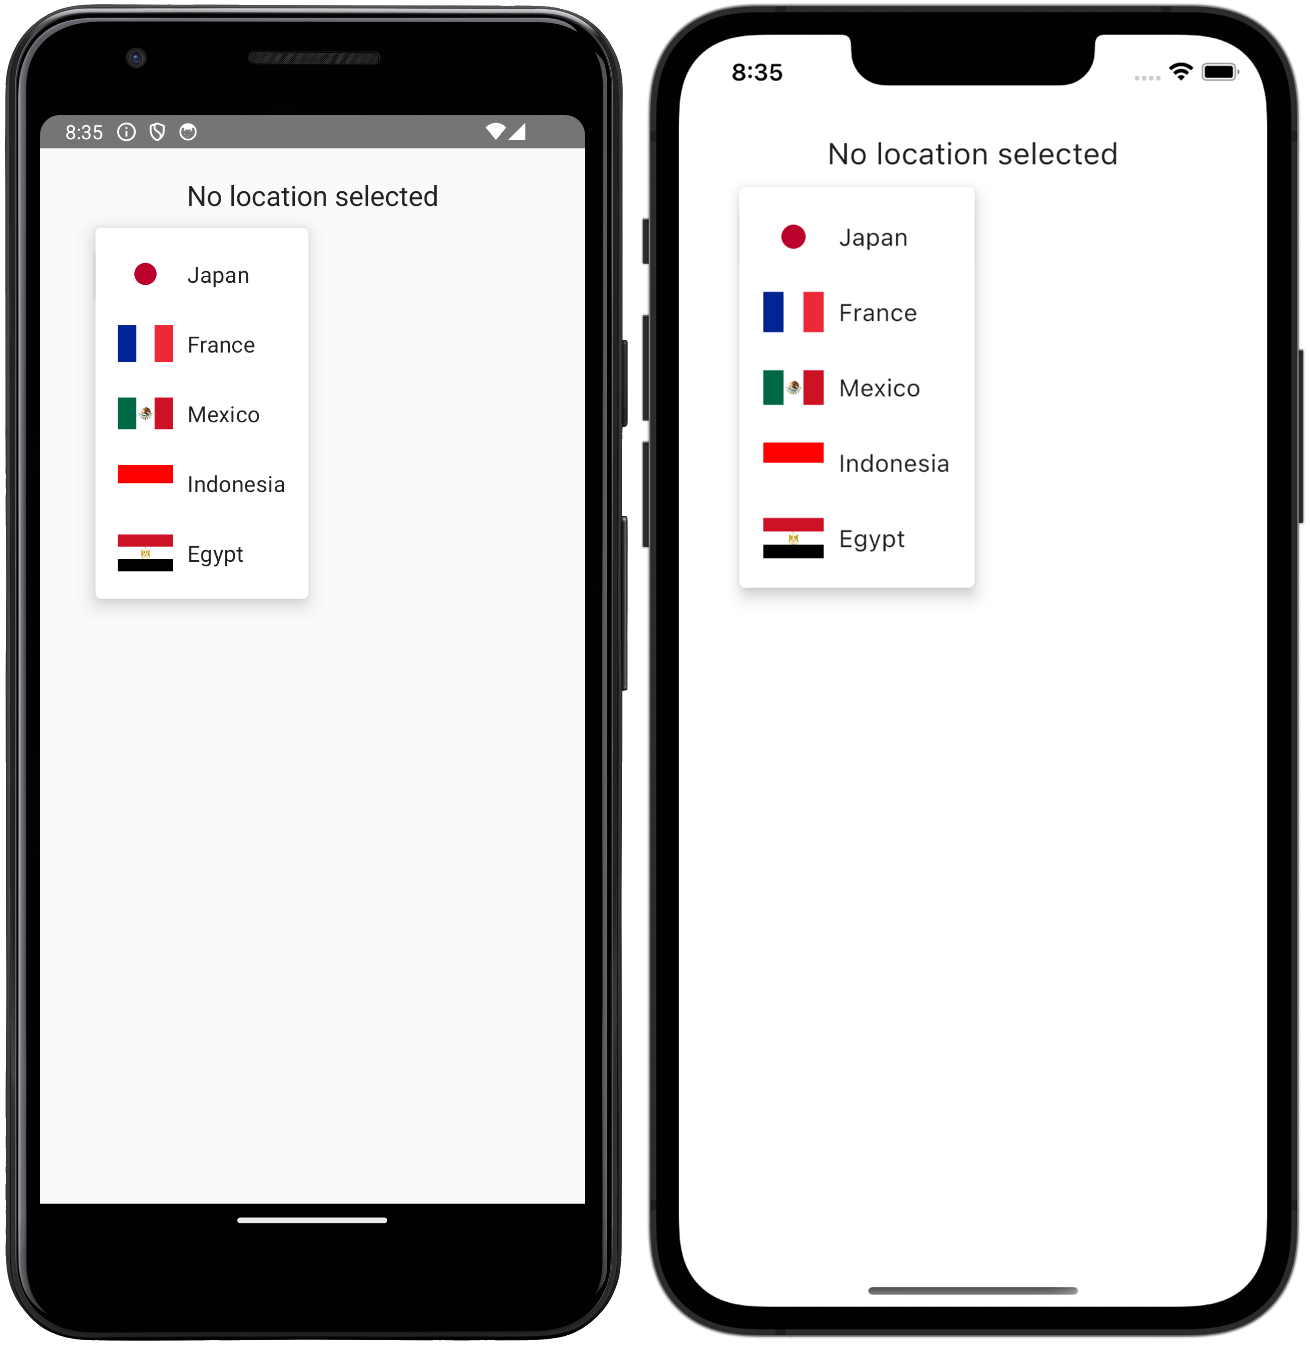 8:35
No location selected
Japan
France
Mexico
Indonesia
Egypt
8:35
No location selected
Japan
France
Mexico
Indonesia
Egypt